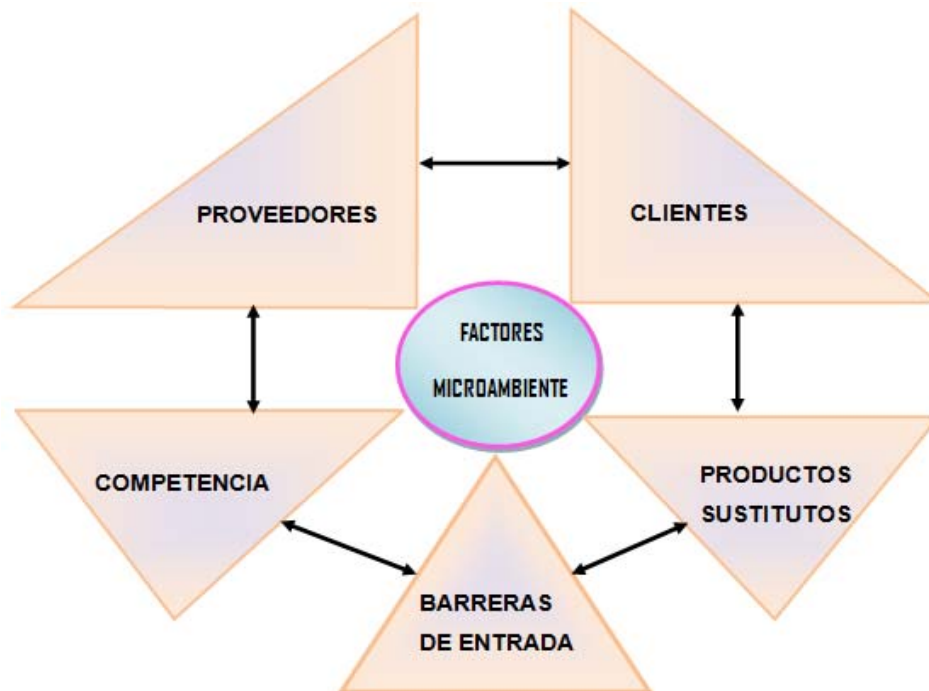 PROVEEDORES
CLIENTES
FACTORES
MICROAMBIENTE
COMPETENCIA
PRODUCTOS
SUSTITUTOS
BARRERAS
DE ENTRADA